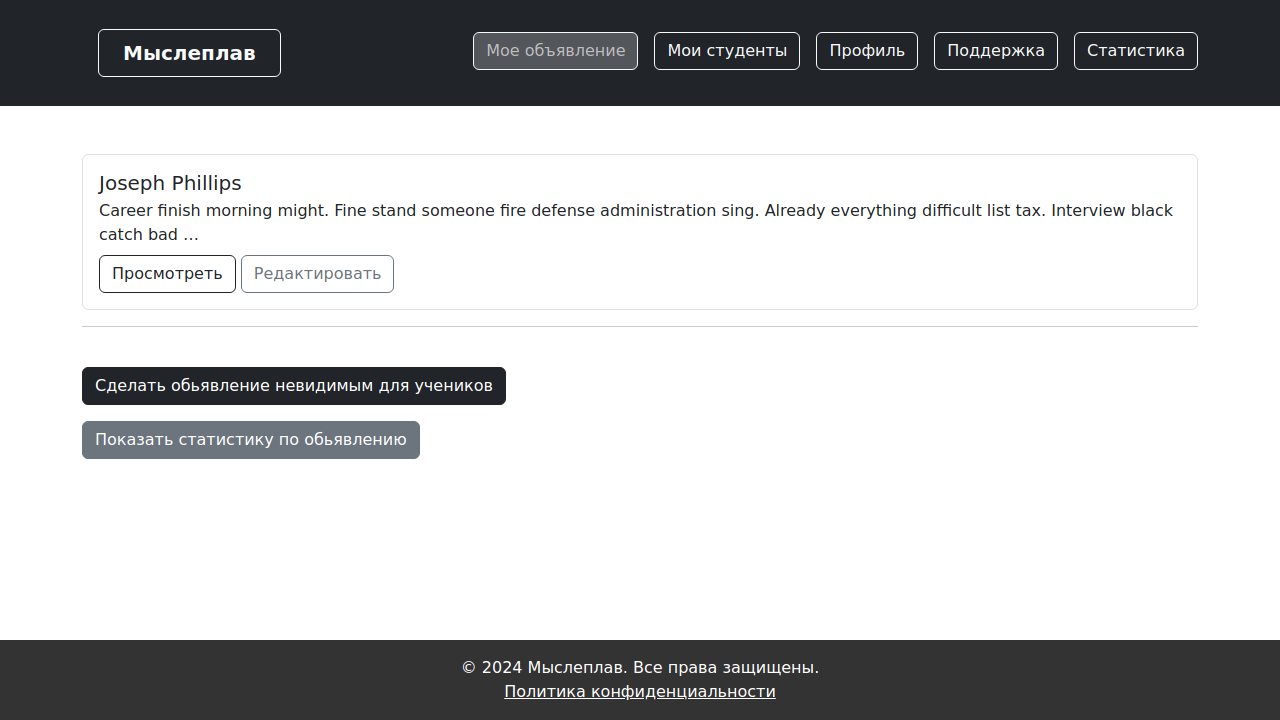 Мыслеплав
Мое объявление
Мои студенты
Профиль
Поддержка
Статистика
Joseph Phillips
Career finish morning might. Fine stand someone fire defense administration sing. Already everything difficult list tax. Interview black
catch bad …
Просмотреть
Редактировать
Сделать обьявление невидимым для учеников
Показать статистику по обьявлению
© 2024 Мыслеплав. Все права защищены.
Политика конфиденциальности